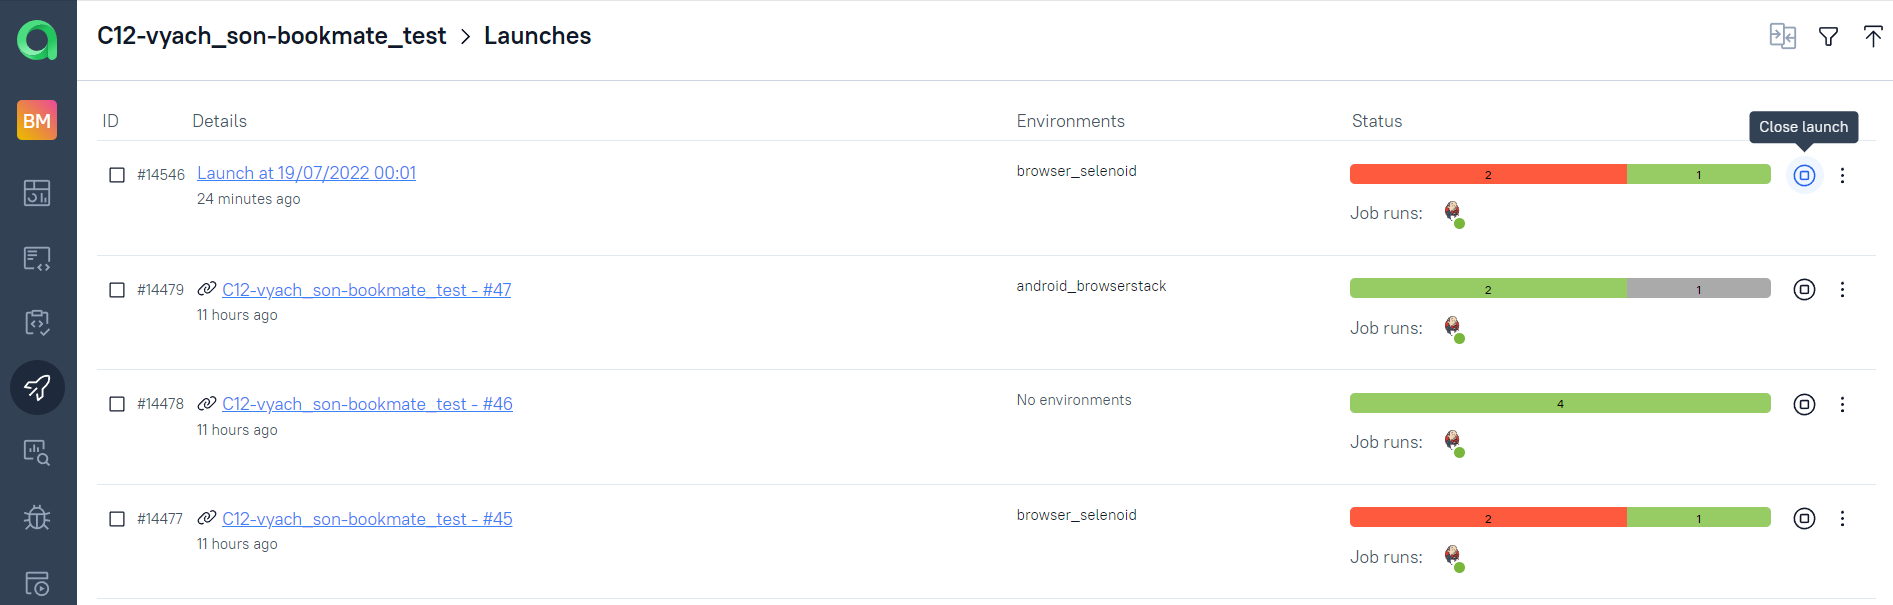 C12-vyach_son-bookmate_test > Launches
BM
ID Details Environments Status
Close launch
#14546 Launch at 19/07/2022 00:01 browser_selenoid 2 1
24 minutes ago
Job runs:
#14479 C12-vyach_son-bookmate_test - #47 android_browserstack 2 1
11 hours ago
Job runs:
#14478 C12-vyach_son-bookmate_test - #46 No environments 4
11 hours ago
Job runs:
#14477 C12-vyach_son-bookmate_test - #45 browser_selenoid 2 1
11 hours ago
Job runs: